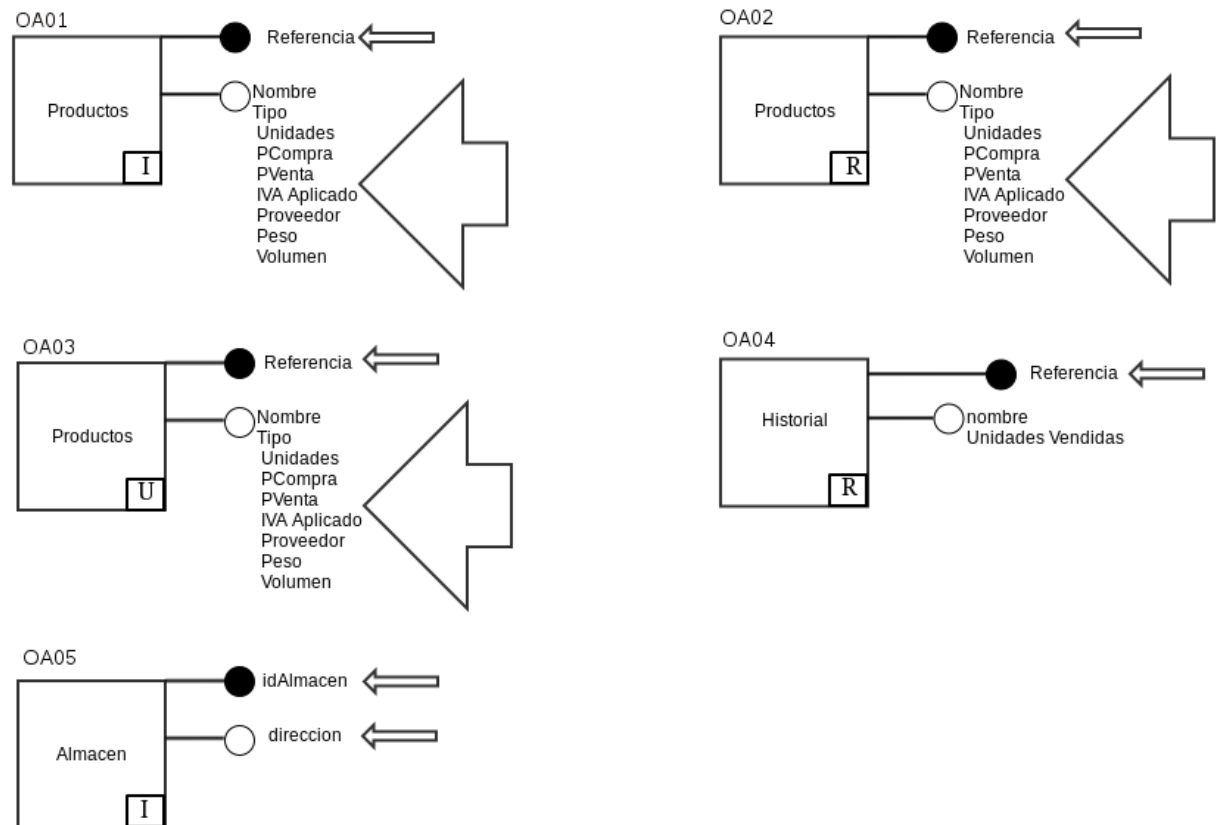 OA01
Referencia
Productos
Nombre
Tipo
Unidades
PCompra
PVenta
IVA Aplicado
Proveedor
Peso
Volumen
I
OA02
Referencia
Productos
Nombre
Tipo
Unidades
PCompra
PVenta
IVA Aplicado
Proveedor
Peso
Volumen
R
OA03
Referencia
Productos
Nombre
Tipo
Unidades
PCompra
PVenta
IVA Aplicado
Proveedor
Peso
Volumen
U
OA04
Referencia
Historial
nombre
Unidades Vendidas
R
OA05
idAlmacen
direccion
Almacen
I